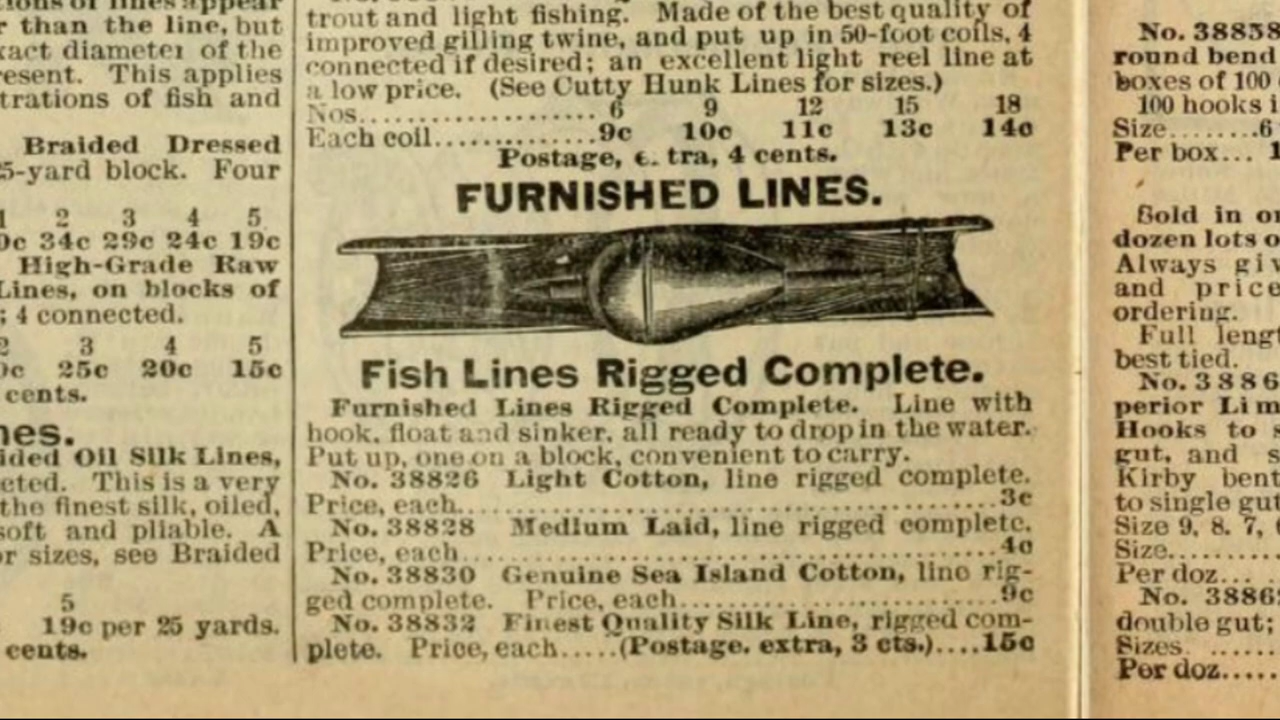 tions of lines appear
r than the line, but
xact diameter of the
resent. This applies
trations of fish and
Braided Dressed
5-yard block. Four
1 2 3 4 5
0c 34c 29c 24c 19c
High-Grade Raw
Lines, on blocks of
; 4 connected.
2 3 4 5
0c 25c 20c 15c
cents.
nes.
ided Oil Silk Lines,
cted. This is a very
the finest silk, oiled,
soft and pliable. A
or sizes, see Braided
5
19c per 25 yards.
cents.
trout and light fishing. Made of the best quality of
improved gilling twine, and put up in 50-foot coils, 4
connected if desired; an excellent light reel line at
a low price. (See Cutty Hunk Lines for sizes.)
Nos.................... 6 9 12 15 18
Each coil...............9c 10c 11c 13c 14c
Postage, e. tra, 4 cents.
FURNISHED LINES.
Fish Lines Rigged Complete.
Furnished Lines Rigged Complete. Line with
hook, float and sinker, all ready to drop in the water.
Put up, one on a block, convenient to carry.
No. 38826 Light Cotton, line rigged complete.
Price, each..............................................3c
No. 38828 Medium Laid, line rigged complete.
Price, each..............................................4c
No. 38830 Genuine Sea Island Cotton, line rig-
ged complete. Price, each...........................9c
No. 38832 Finest Quality Silk Line, rigged com-
plete. Price, each.....(Postage. extra, 3 cts.)....15c
No. 38858
round bend
boxes of 100
100 hooks i
Size.......6
Per box... 1
Sold in or
dozen lots o
Always giv
and price
ordering.
Full lengt
best tied.
No. 3886
perior Lim
Hooks to s
gut, and s
Kirby bent
to single gut
Size 9, 8, 7,
Size.........
Per doz...
No. 3886
double gut;
Sizes. .......
Per doz.....